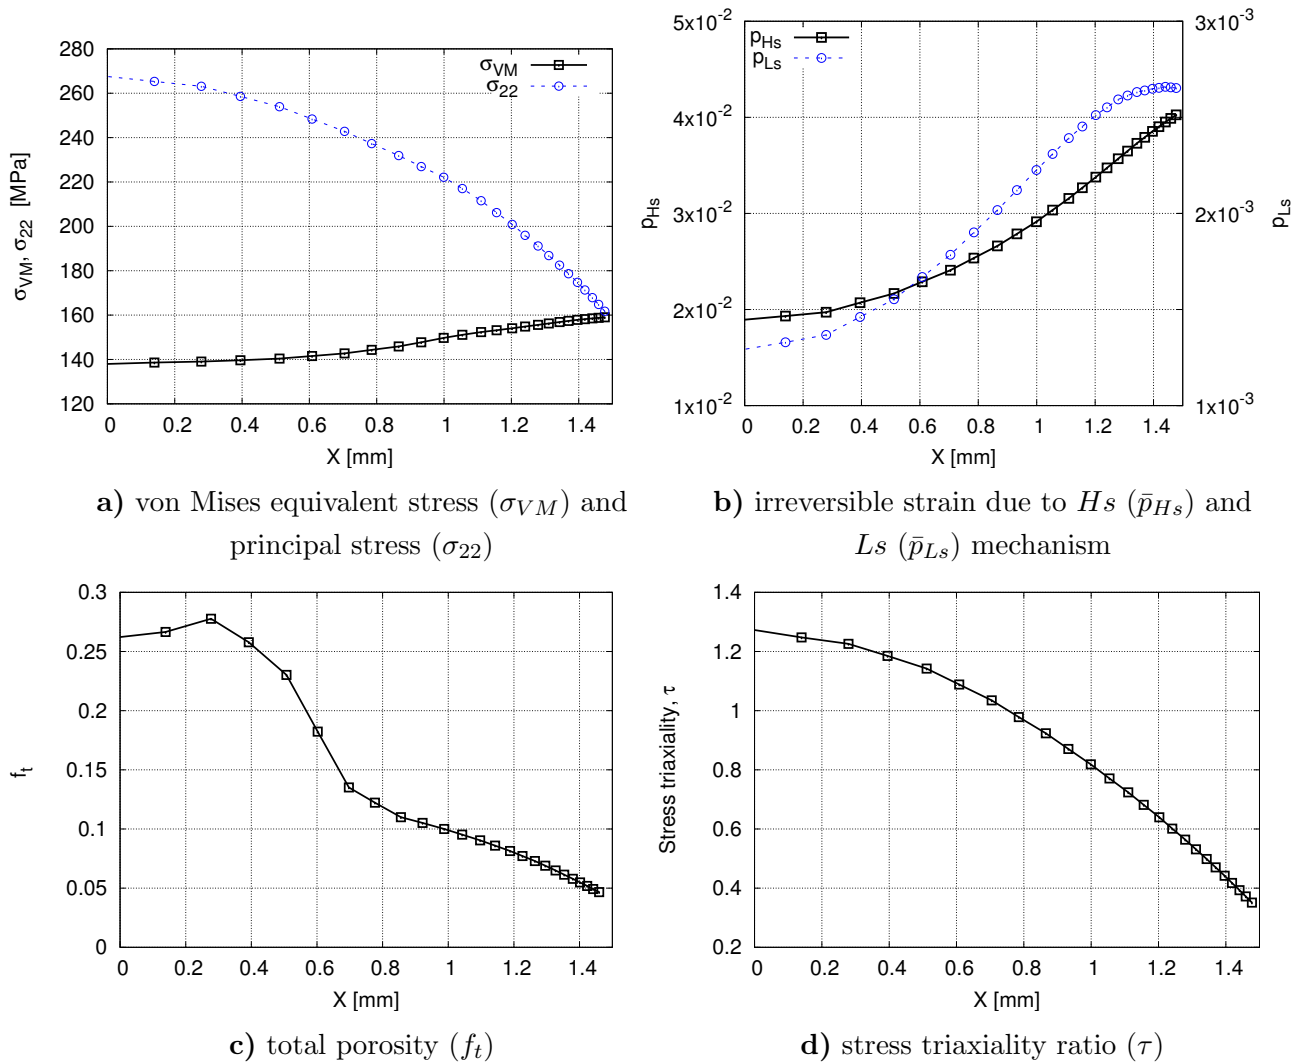 280
260
240
220
200
180
160
140
120
σVM, σ22 [MPa]
σVM
σ22
0 0.2 0.4 0.6 0.8 1 1.2 1.4
X [mm]
a) von Mises equivalent stress (σVM) and
principal stress (σ22)
5x10-2
4x10-2
3x10-2
2x10-2
1x10-2
pHs
pHs
pLs
3x10-3
2x10-3
1x10-3
pLs
0 0.2 0.4 0.6 0.8 1 1.2 1.4
X [mm]
b) irreversible strain due to Hs (p̄Hs) and
Ls (p̄Ls) mechanism
0.3
0.25
0.2
0.15
0.1
0.05
0
ft
0 0.2 0.4 0.6 0.8 1 1.2 1.4
X [mm]
c) total porosity (ft)
1.4
1.2
1
0.8
0.6
0.4
0.2
Stress triaxiality, τ
0 0.2 0.4 0.6 0.8 1 1.2 1.4
X [mm]
d) stress triaxiality ratio (τ)